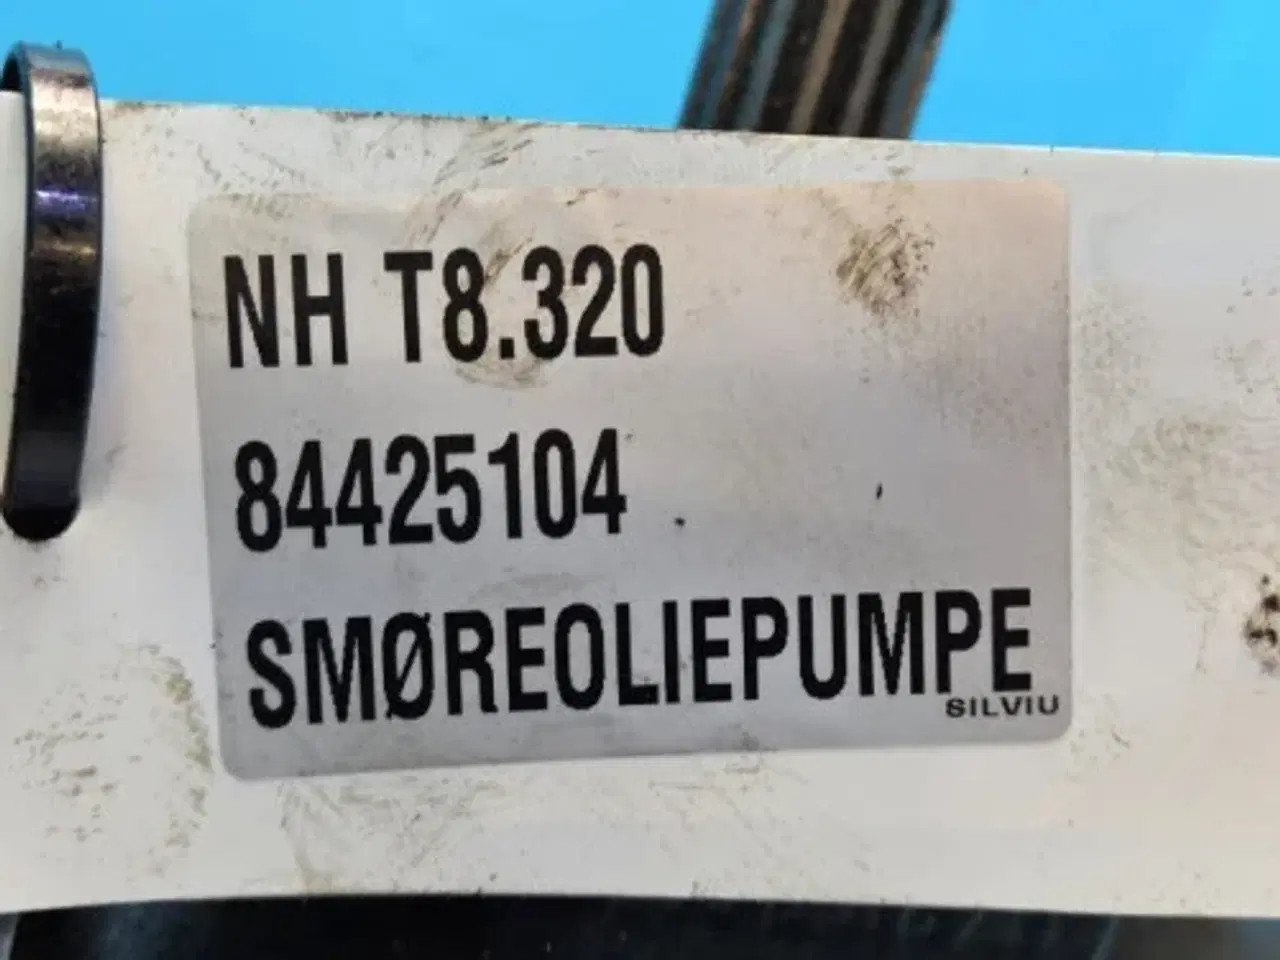 NH T8.320
84425104
SMØREOLIEPUMPE
SILVIU